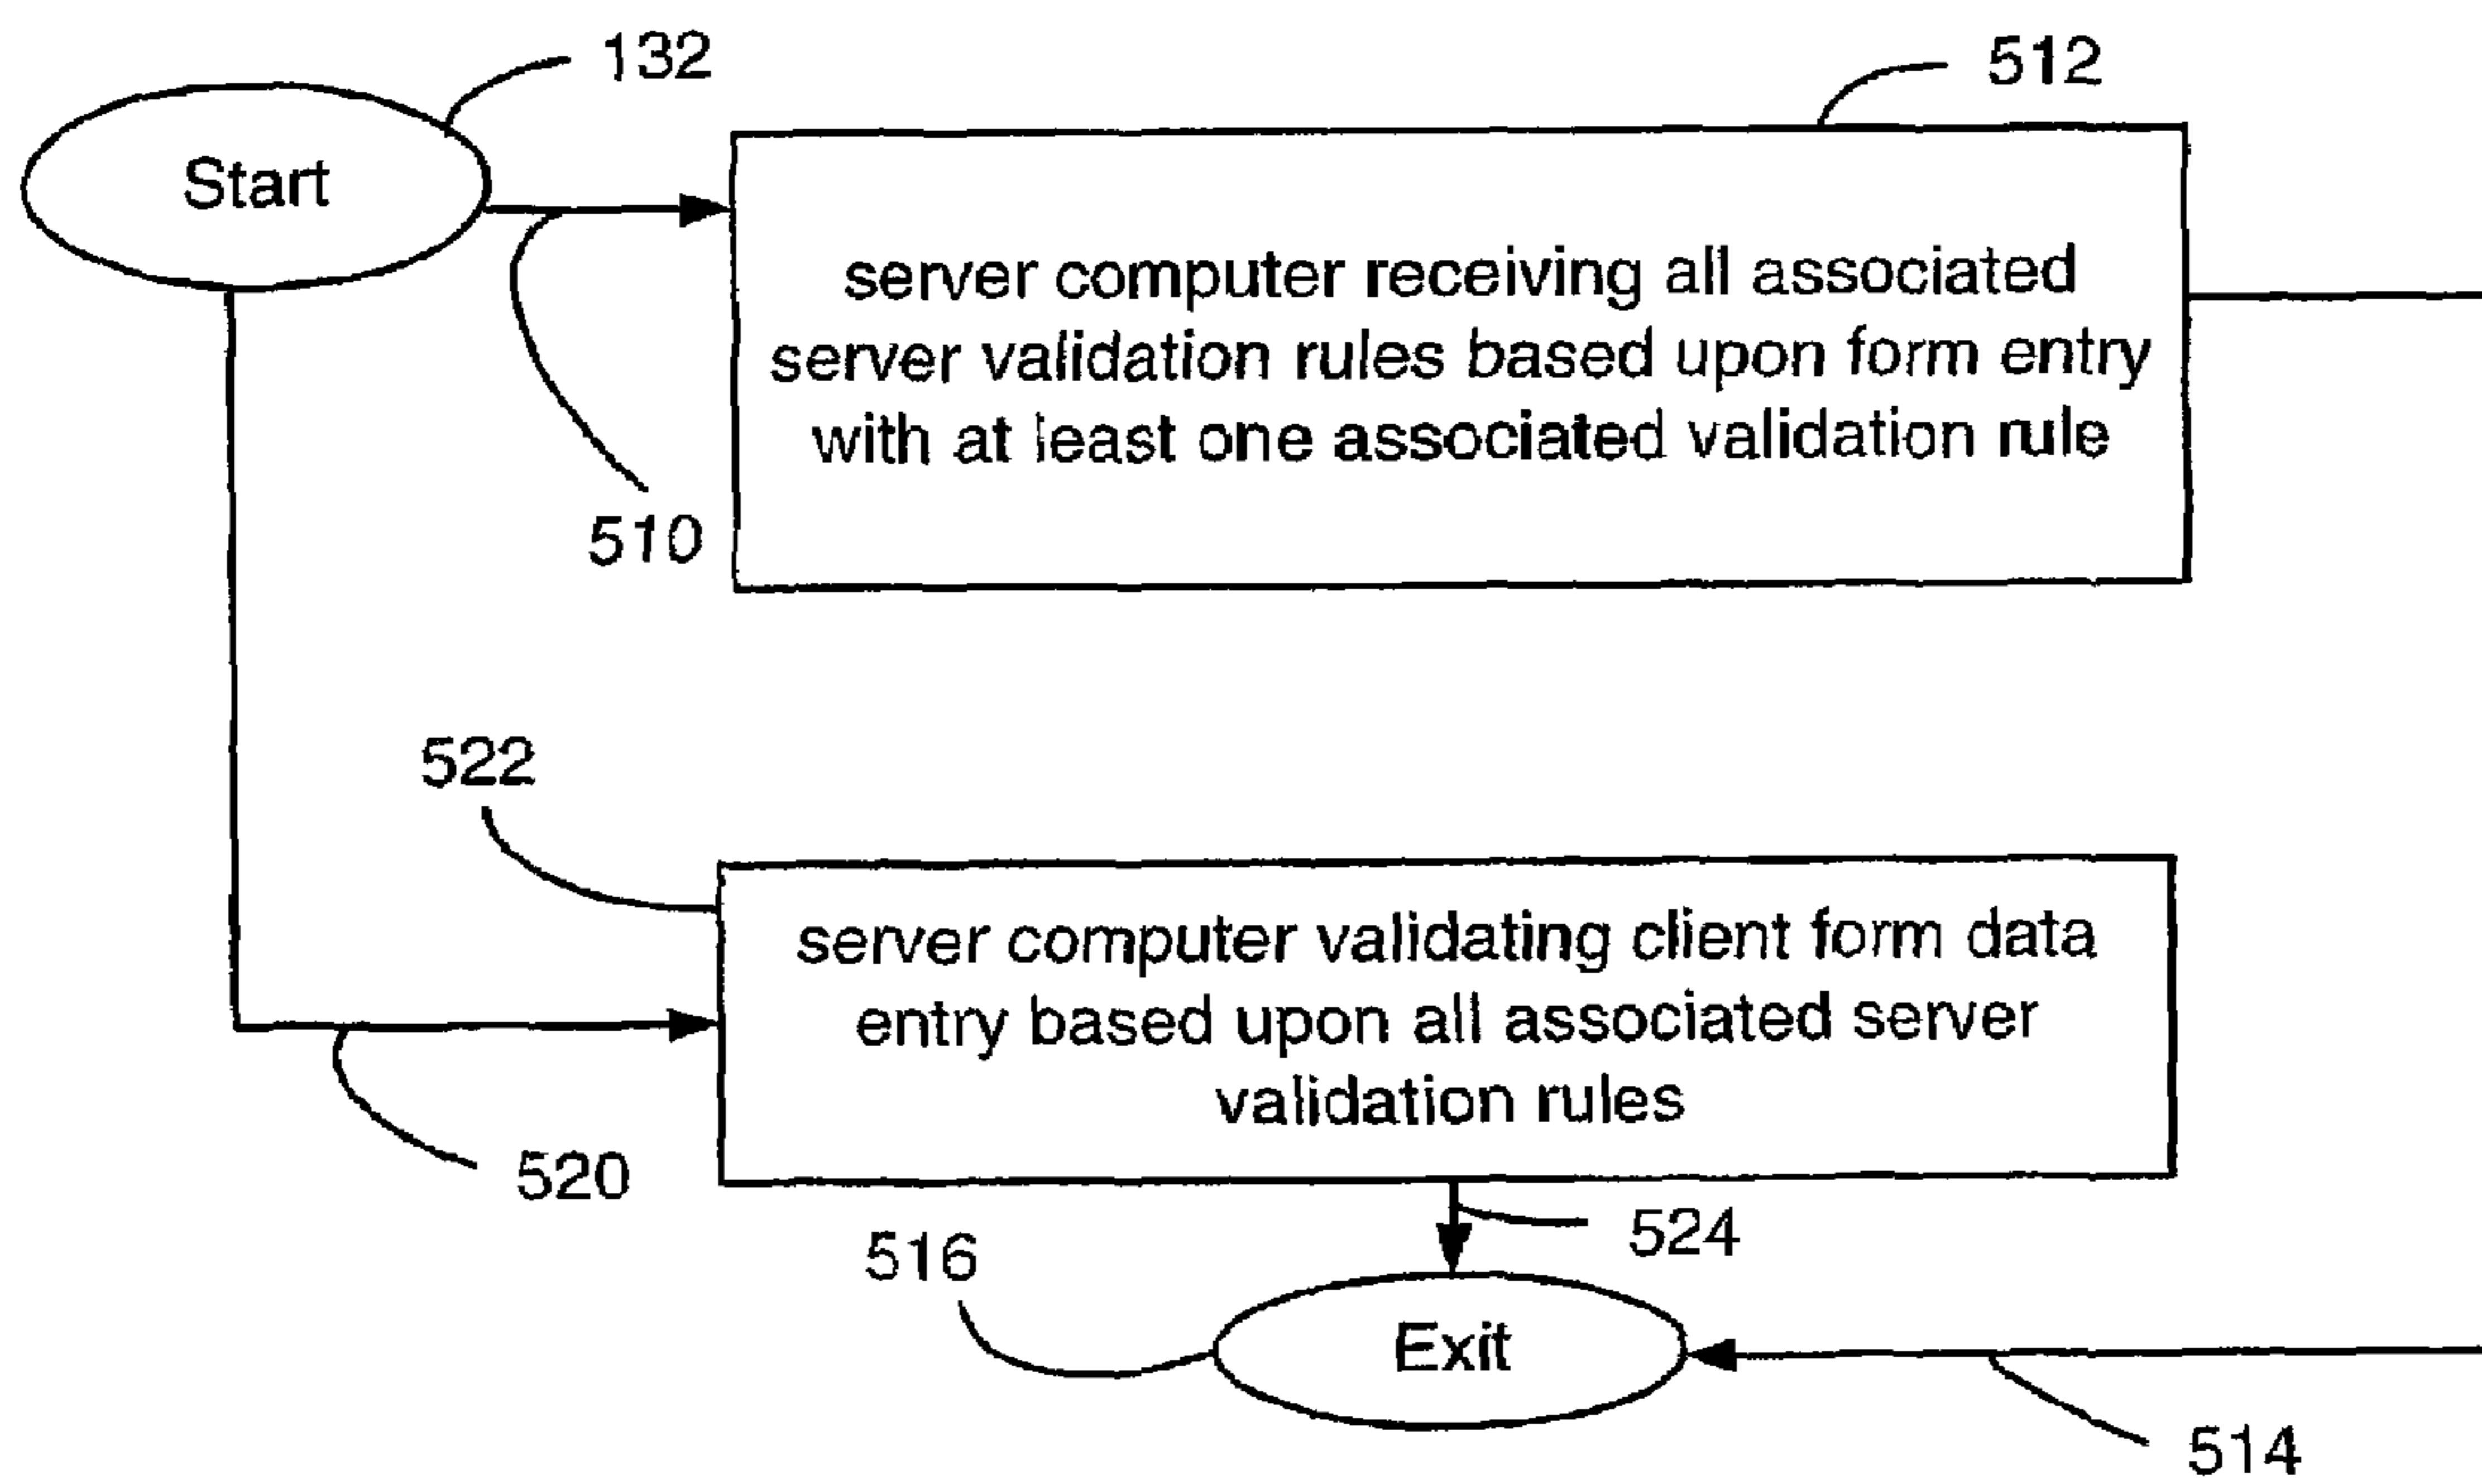 132
512
Start
server computer receiving all associated
server validation rules based upon form entry
with at least one associated validation rule
510
522
server computer validating client form data
entry based upon all associated server
validation rules
520
524
516
Exit
514